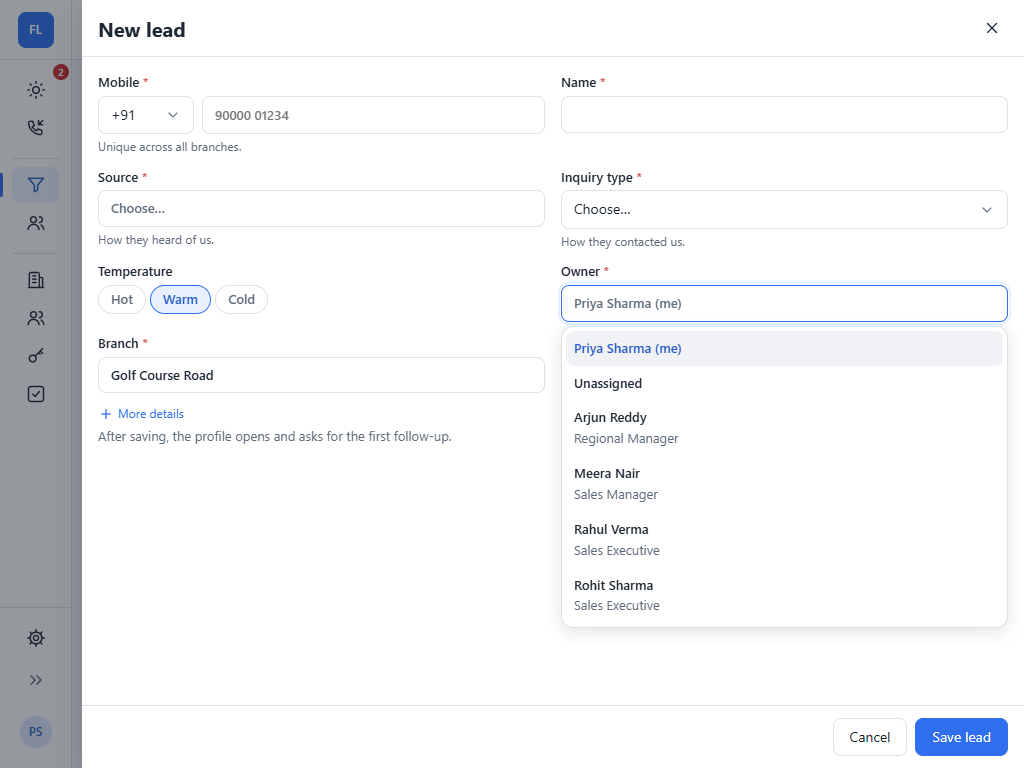 FL
New lead
2
Mobile *
Name *
+91
90000 01234
Unique across all branches.
Source *
Inquiry type *
Choose...
Choose...
How they heard of us.
How they contacted us.
Temperature
Owner *
Hot
Warm
Cold
Priya Sharma (me)
Branch *
Golf Course Road
More details
After saving, the profile opens and asks for the first follow-up.
Priya Sharma (me)
Unassigned
Arjun Reddy
Regional Manager
Meera Nair
Sales Manager
Rahul Verma
Sales Executive
Rohit Sharma
Sales Executive
PS
Cancel
Save lead